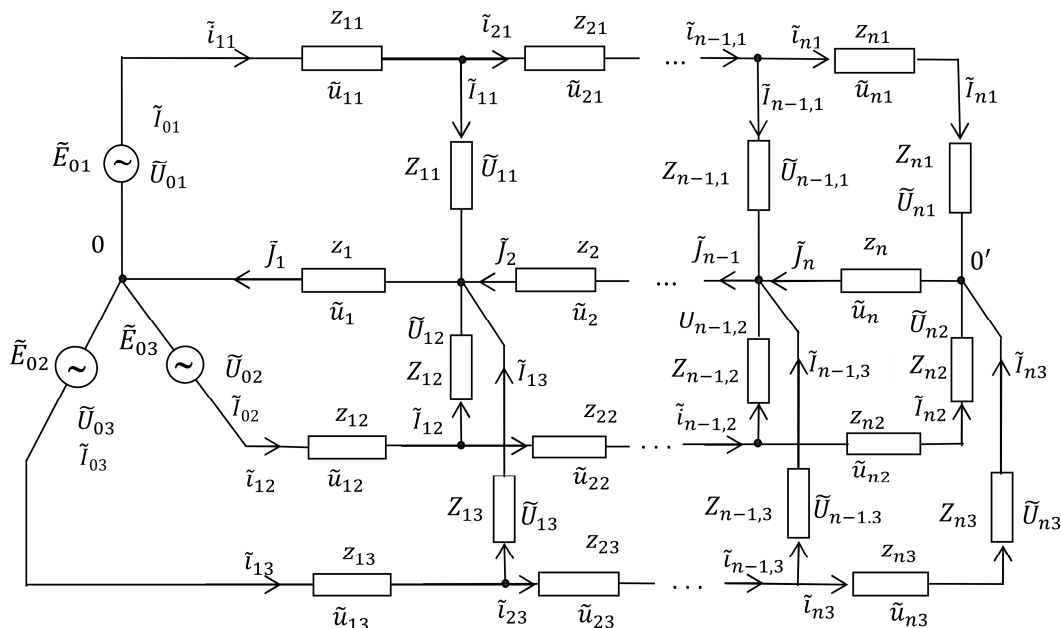 z₁₁ z₂₁ zₙ₁
ĩ₁₁ ĩ₂₁ ĩₙ₋₁,₁ ĩₙ₁
... 
ũ₁₁ Ĩ₁₁ ũ₂₁ Ĩₙ₋₁,₁ ũₙ₁ Ĩₙ₁
Ĩ₀₁
Ẽ₀₁ ~ Ũ₀₁
Z₁₁ Ũ₁₁ Zₙ₋₁,₁ Ũₙ₋₁,₁ Zₙ₁
Ũₙ₁
0 J̃₁ z₁ J̃₂ z₂ J̃ₙ₋₁ J̃ₙ zₙ 0′
...
ũ₁ ũ₂ ũₙ
Ẽ₀₂ ~ Ẽ₀₃ ~ Ũ₁₂ Uₙ₋₁,₂ Ũₙ₂
Ũ₀₂ Z₁₂ Ĩ₁₃ Zₙ₋₁,₂ Ĩₙ₋₁,₃ Zₙ₂ Ĩₙ₃
Ũ₀₃ Ĩ₀₂ z₁₂ Ĩ₁₂ z₂₂ ĩₙ₋₁,₂ zₙ₂ Ĩₙ₂
Ĩ₀₃
...
ĩ₁₂ ũ₁₂ ũ₂₂ ũₙ₂
Z₁₃ Ũ₁₃ Zₙ₋₁,₃ Ũₙ₋₁.₃ Zₙ₃ Ũₙ₃
ĩ₁₃ z₁₃ z₂₃ ĩₙ₋₁,₃ zₙ₃
...
ũ₁₃ ĩ₂₃ ũ₂₃ ĩₙ₃ ũₙ₃